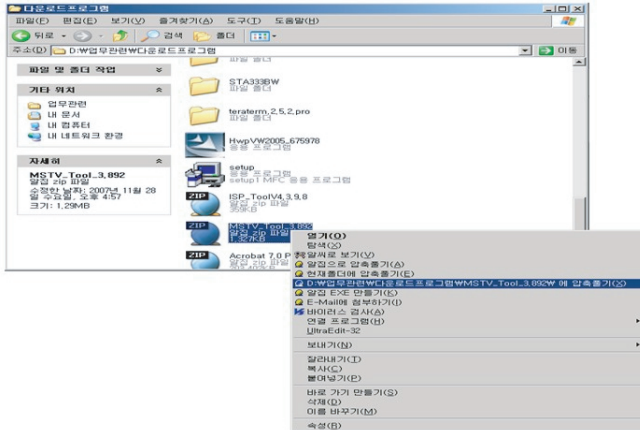 다운로드프로그램
파일(F) 편집(E) 보기(V) 즐겨찾기(A) 도구(T) 도움말(H)
뒤로 검색 폴더
주소(D) D:₩업무관련₩다운로드프로그램 이동
파일 및 폴더 작업
기타 위치
업무관련
내 문서
내 컴퓨터
내 네트워크 환경
자세히
MSTV_Tool_3,892
알집 zip 파일
수정한 날짜: 2007년 11월 28
일 수요일, 오후 4:57
크기: 1,29MB
파일 폴더
STA333BW
파일 폴더
teraterm,2,5,2,pro
파일 폴더
HwpVW2005_675978
응용 프로그램
setup
setup1 MFC 응용 프로그램
ISP_ToolV4,3,9,8
알집 zip 파일
359KB
MSTV_Tool_3,892
알집 zip 파일
1,327KB
Acrobat 7,0 P
알집 zip 파일
열기(O)
탐색(X)
알씨로 보기(V)
알집으로 압축풀기(A)
현재폴더에 압축풀기(E)
D:₩업무관련₩다운로드프로그램₩MSTV_Tool_3,892₩ 에 압축풀기(X)
알집 EXE 만들기(K)
E-Mail에 첨부하기(I)
바이러스 검사(A)
연결 프로그램(H)
UltraEdit-32
보내기(N)
잘라내기(T)
복사(C)
붙여넣기(P)
바로 가기 만들기(S)
삭제(D)
이름 바꾸기(M)
속성(R)